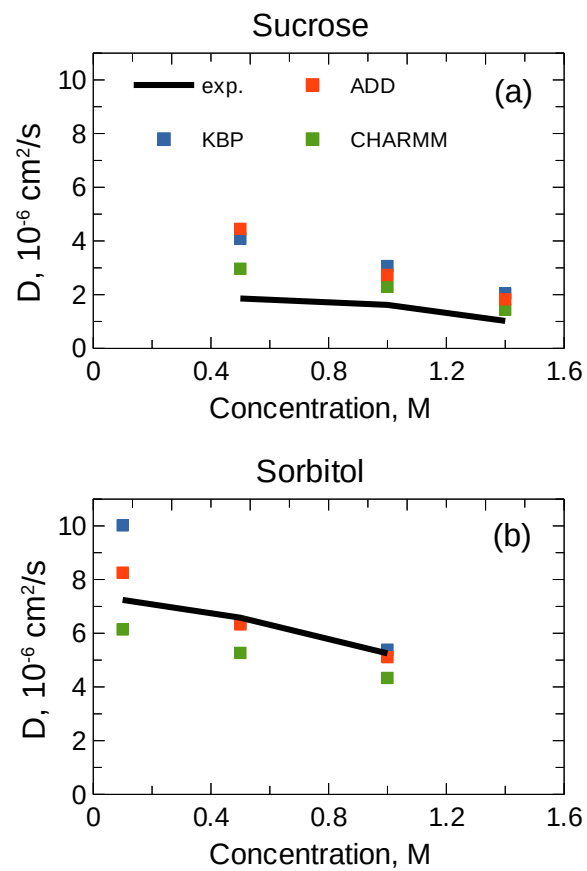 Sucrose
exp. ADD (a)
KBP CHARMM
D, 10⁻⁶ cm²/s
10
8
6
4
2
0
0 0.4 0.8 1.2 1.6
Concentration, M
Sorbitol
(b)
D, 10⁻⁶ cm²/s
10
8
6
4
2
0
0 0.4 0.8 1.2 1.6
Concentration, M